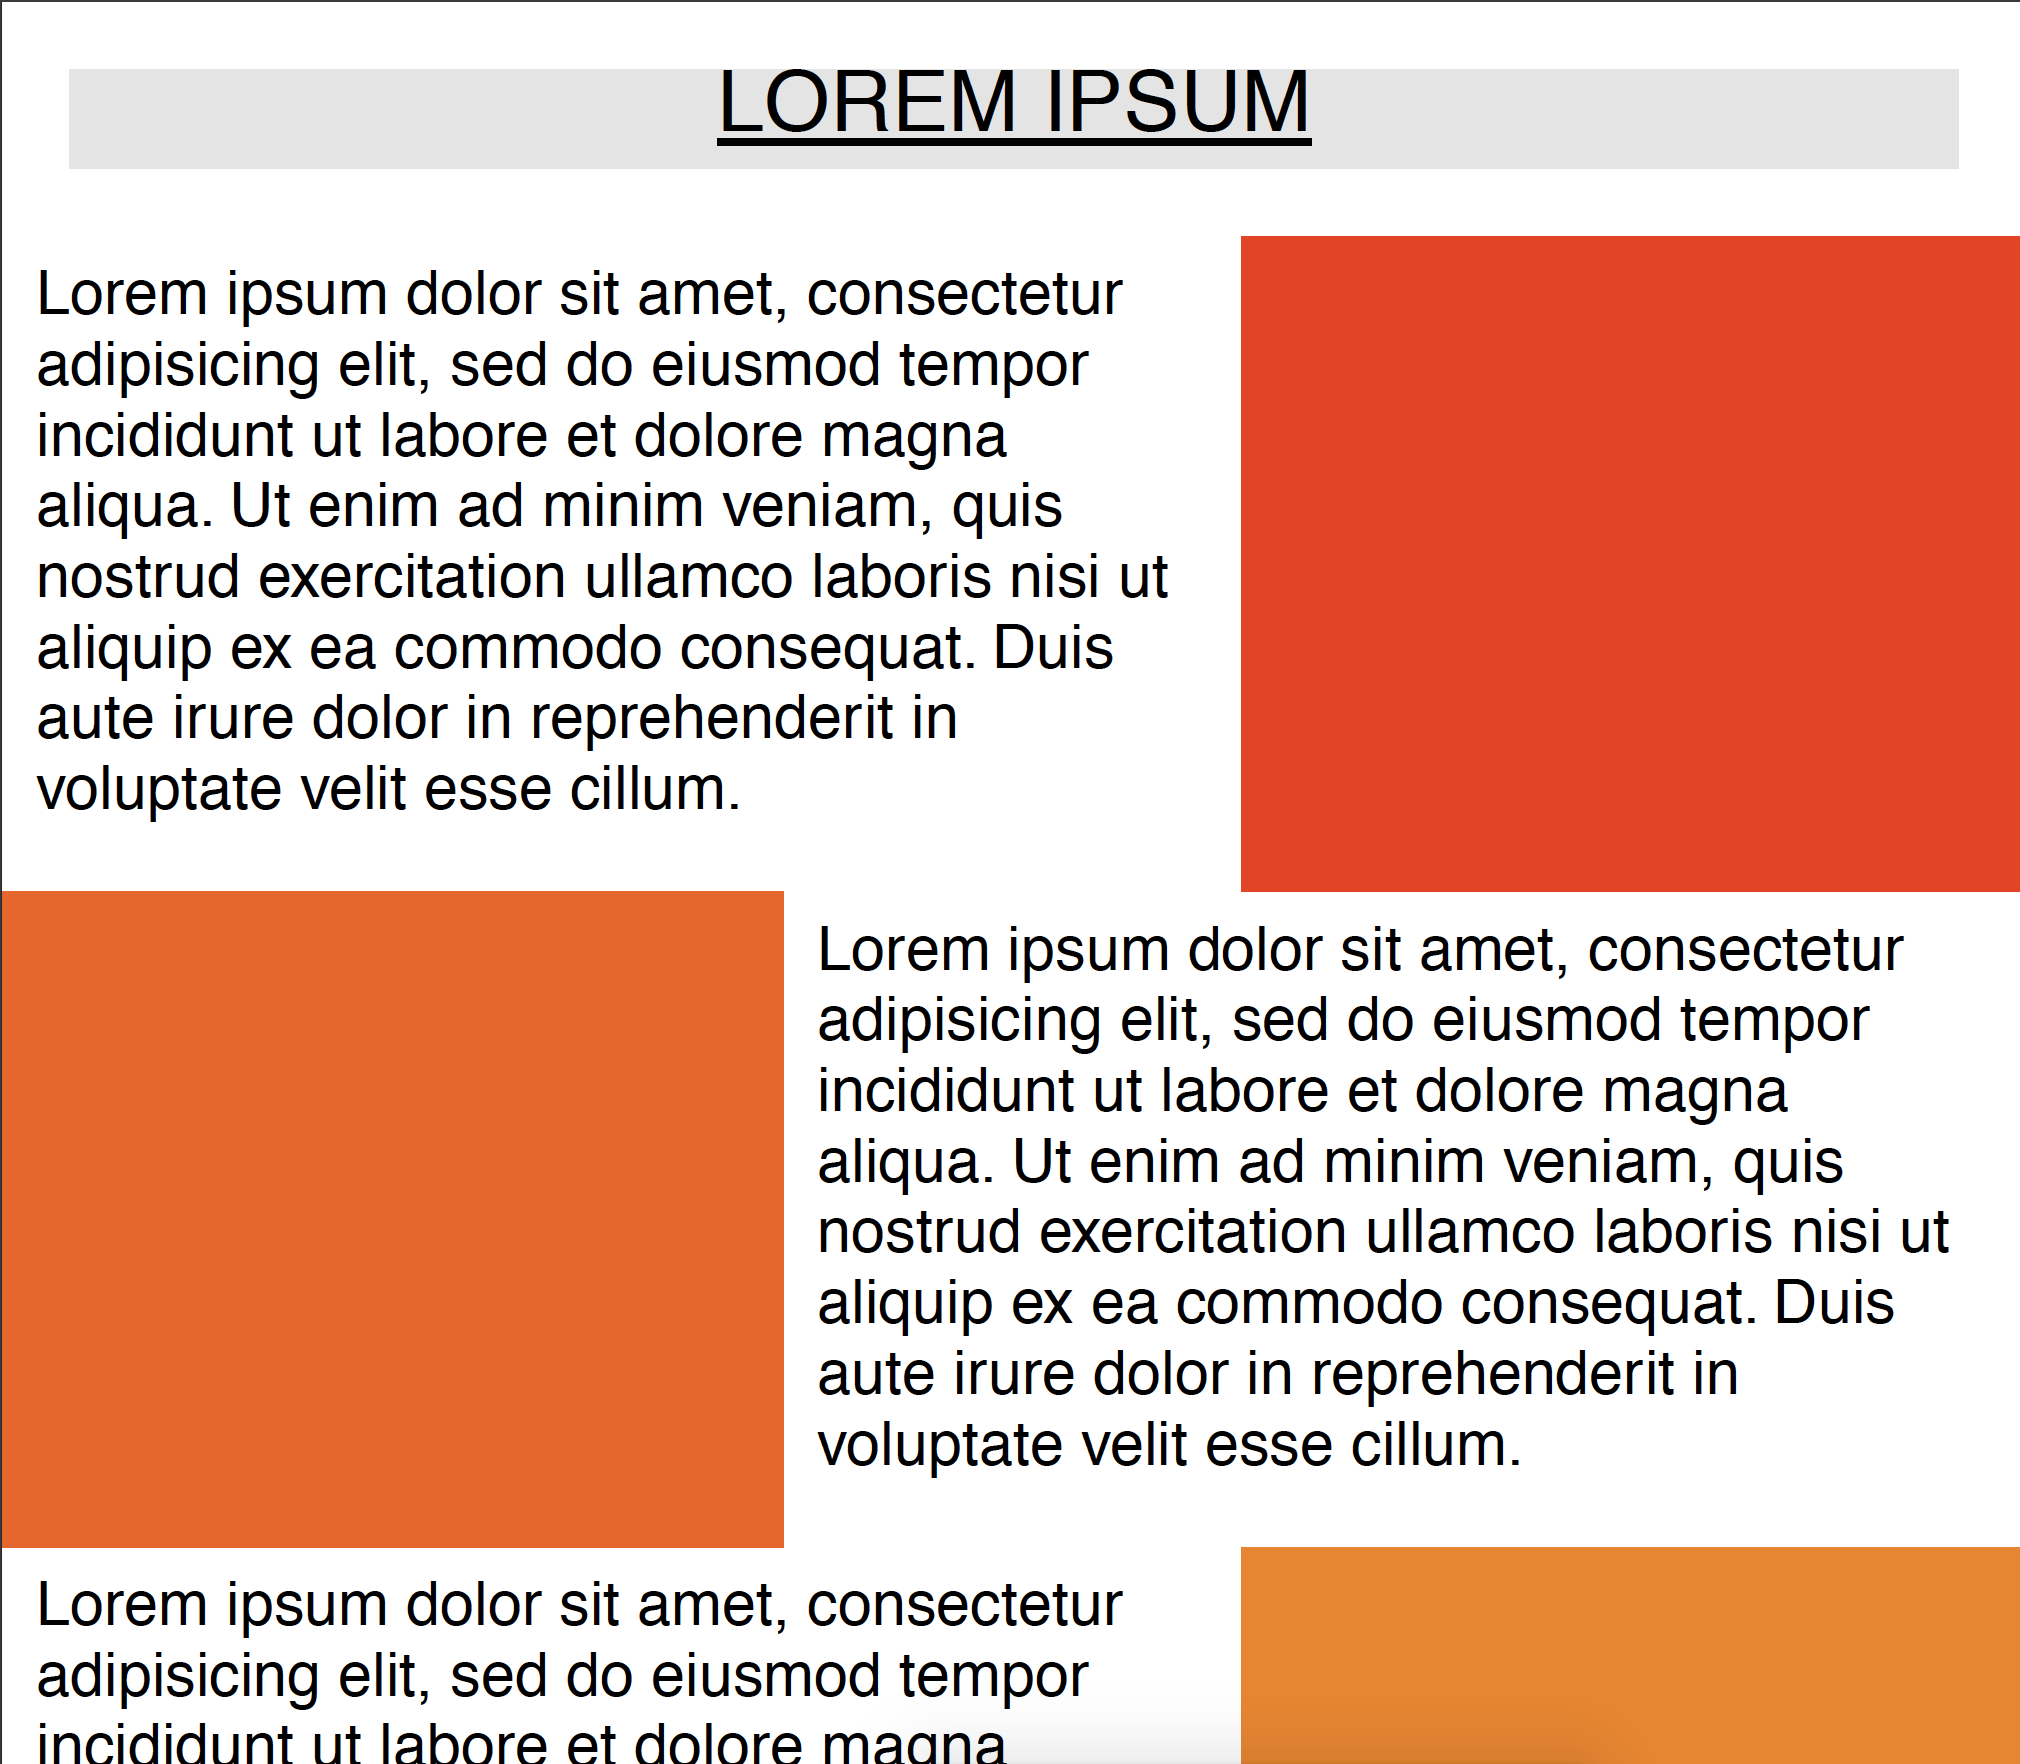 LOREM IPSUM
Lorem ipsum dolor sit amet, consectetur
adipisicing elit, sed do eiusmod tempor
incididunt ut labore et dolore magna
aliqua. Ut enim ad minim veniam, quis
nostrud exercitation ullamco laboris nisi ut
aliquip ex ea commodo consequat. Duis
aute irure dolor in reprehenderit in
voluptate velit esse cillum.
Lorem ipsum dolor sit amet, consectetur
adipisicing elit, sed do eiusmod tempor
incididunt ut labore et dolore magna
aliqua. Ut enim ad minim veniam, quis
nostrud exercitation ullamco laboris nisi ut
aliquip ex ea commodo consequat. Duis
aute irure dolor in reprehenderit in
voluptate velit esse cillum.
Lorem ipsum dolor sit amet, consectetur
adipisicing elit, sed do eiusmod tempor
incididunt ut labore et dolore magna